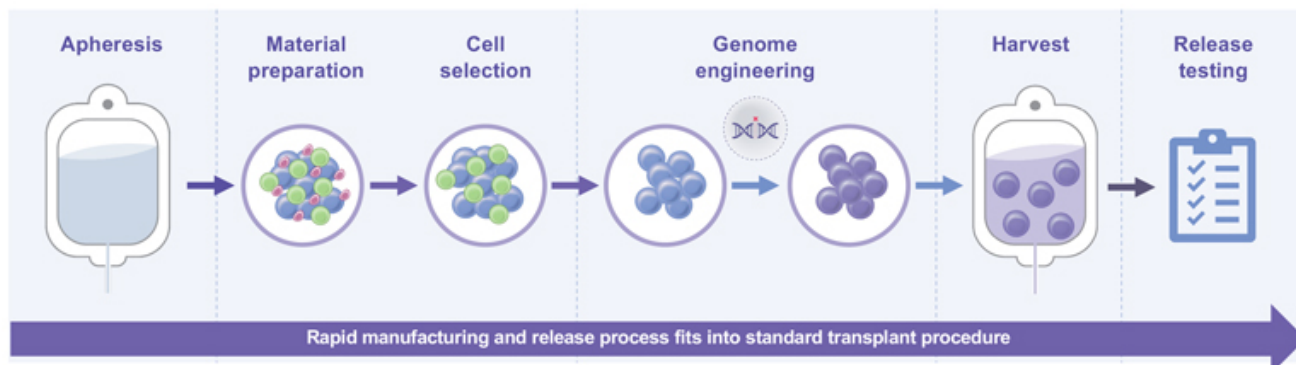 Apheresis
Material
preparation
Cell
selection
Genome
engineering
Harvest
Release
testing
Rapid manufacturing and release process fits into standard transplant procedure